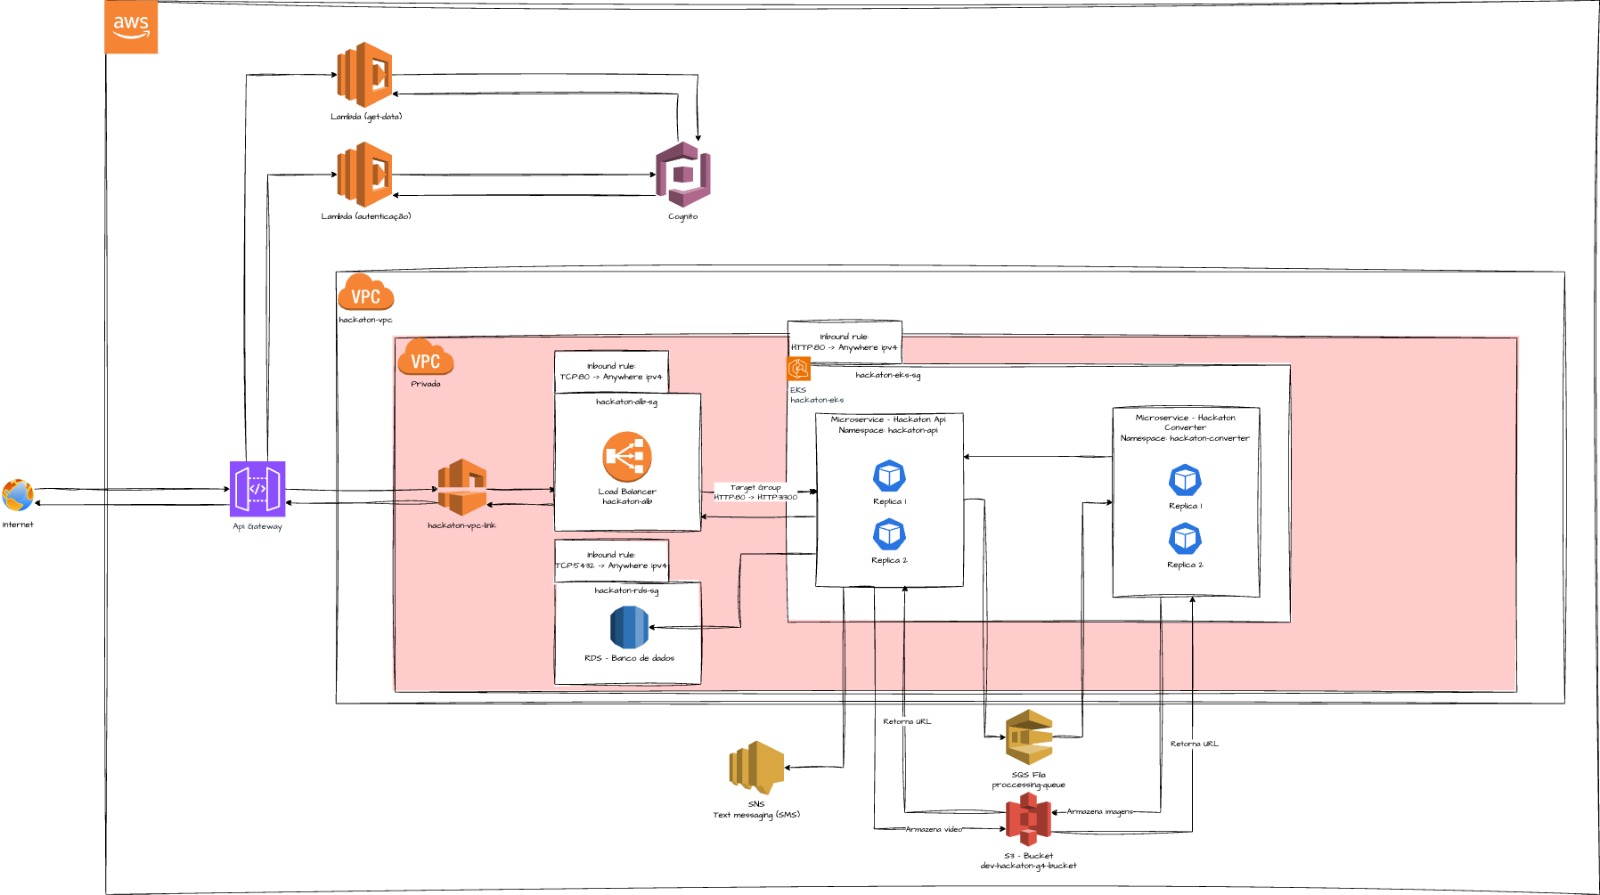 aws
Lambda (get-data)
Lambda (autenticação)
Cognito
VPC
hackaton-vpc
VPC
Privada
Inbound rule:
TCP:80 -> Anywhere ipv4
hackaton-alb-sg
Load Balancer
hackaton-alb
Inbound rule:
HTTP:80 -> Anywhere ipv4
hackaton-eks-sg
EKS
hackaton-eks
Microservice - Hackaton Api
Namespace: hackaton-api
Replica 1
Replica 2
Microservice - Hackaton
Converter
Namespace: hackaton-converter
Replica 1
Replica 2
Target Group
HTTP:80 -> HTTP:3300
Internet
Api Gateway
hackaton-vpc-link
Inbound rule:
TCP:5432 -> Anywhere ipv4
hackaton-rds-sg
RDS - Banco de dados
Retorna URL
Retorna URL
SQS Fila
proccessing-queue
SNS
Text messaging (SMS)
Armazena imagens
Armazena video
S3 - Bucket
dev-hackaton-g4-bucket